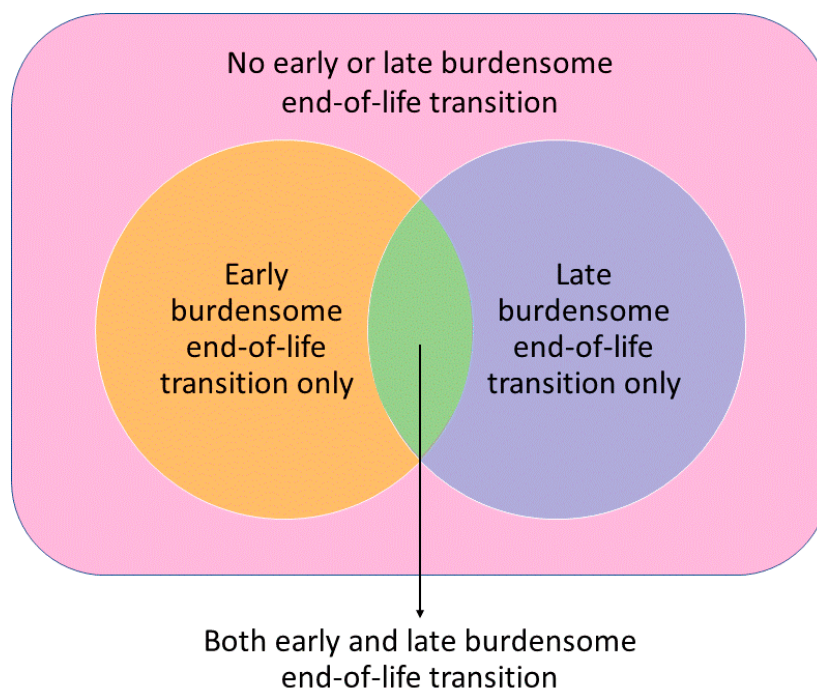 No early or late burdensome
end-of-life transition
Early
burdensome
end-of-life
transition only
Late
burdensome
end-of-life
transition only
Both early and late burdensome
end-of-life transition